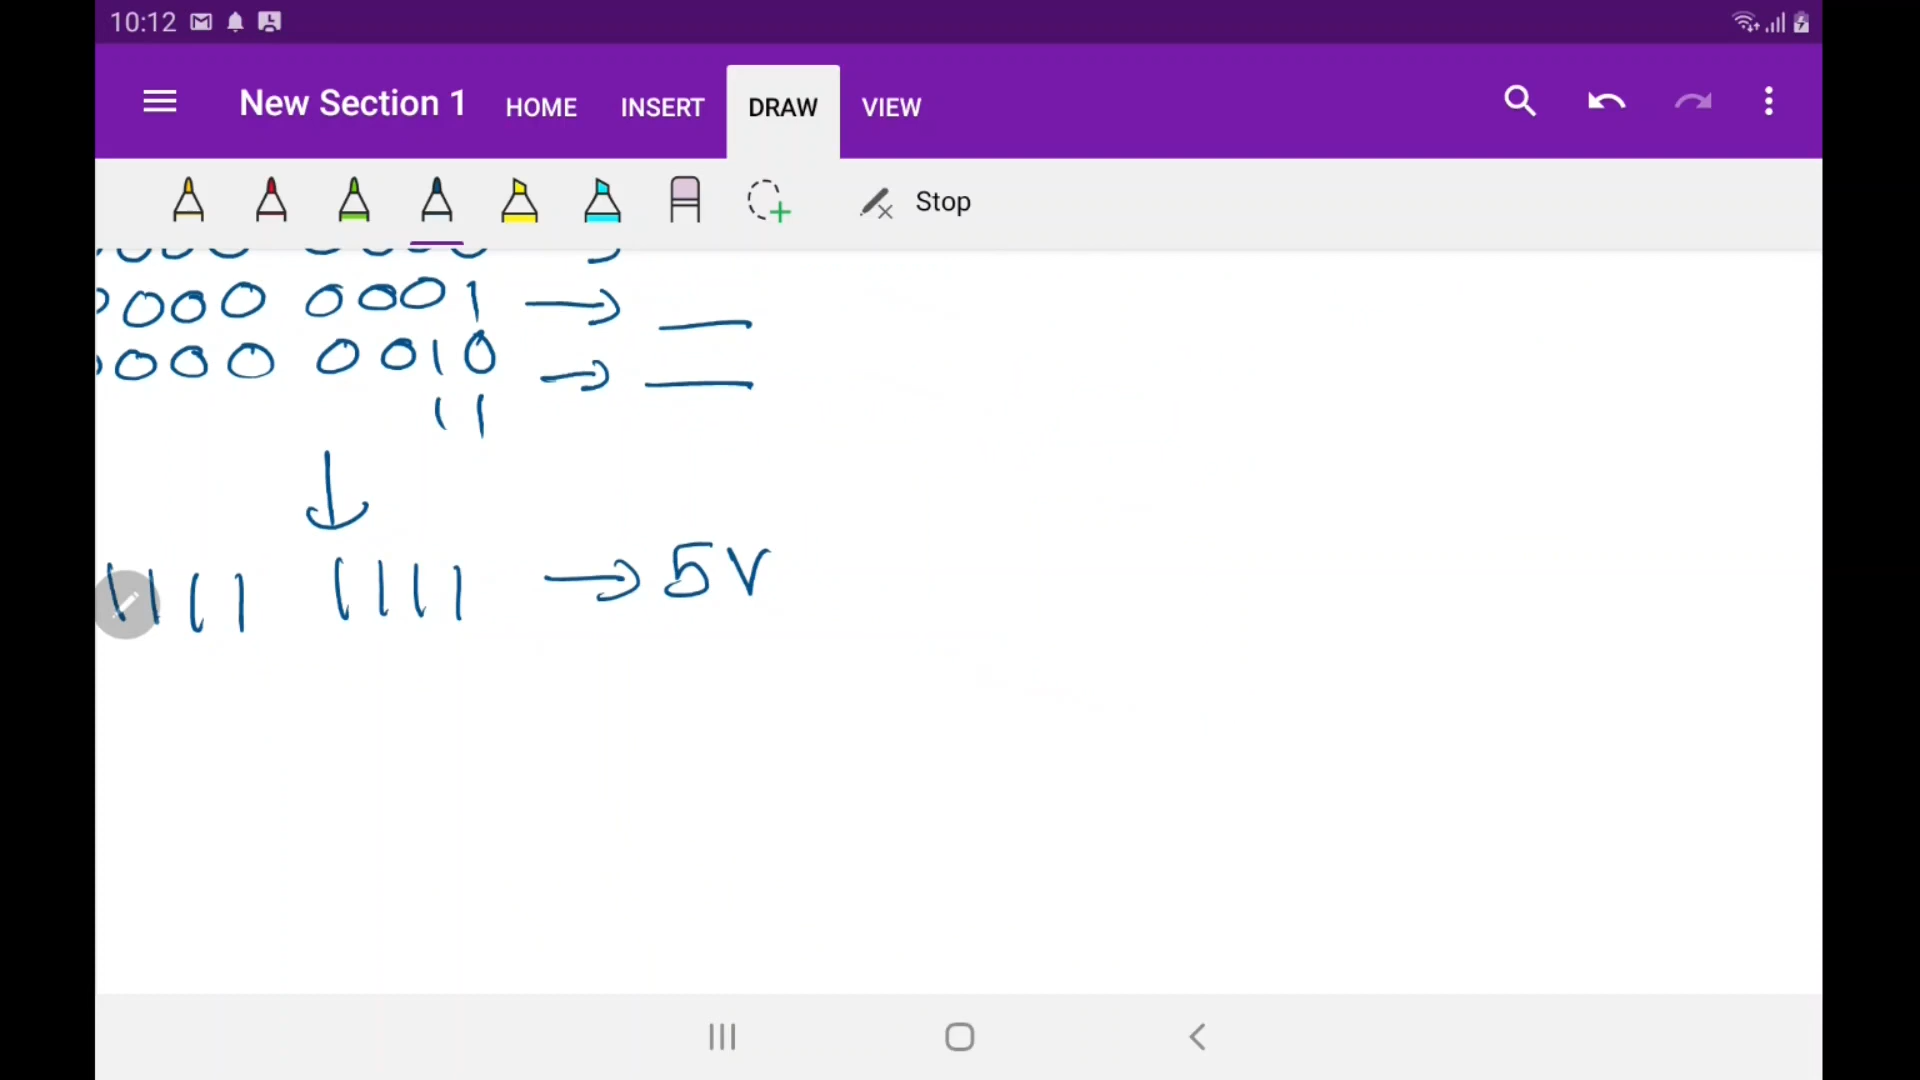 10:12
New Section 1 HOME INSERT DRAW VIEW
Stop
0000 0001 →
0000 0010 →
11
↓
1111 1111 → 5V